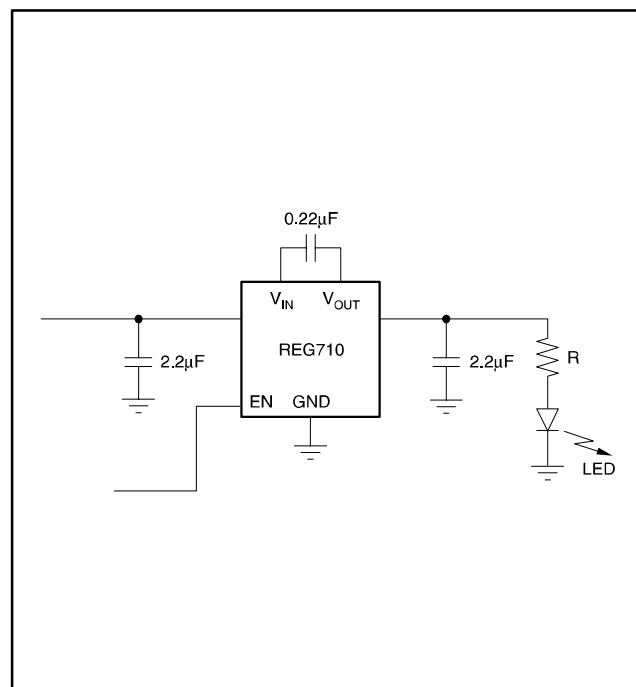 0.22μF
V_IN V_OUT
REG710
2.2μF
2.2μF
R
EN GND
LED